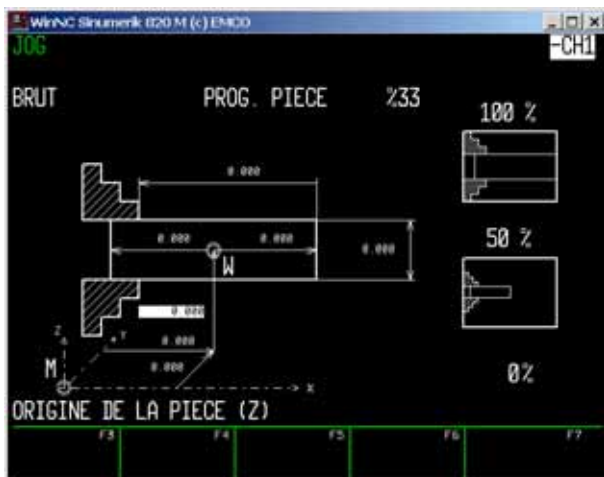 WinNC Sinumerik 820 M (c) EMCO
JOG
-CH1
BRUT PROG. PIECE %33
100 %
0.000
0.000 0.000 0.000
W
50 %
0.000
Z Y 0.000
M 0.000 X
0%
ORIGINE DE LA PIECE (Z)
F3 F4 F5 F6 F7